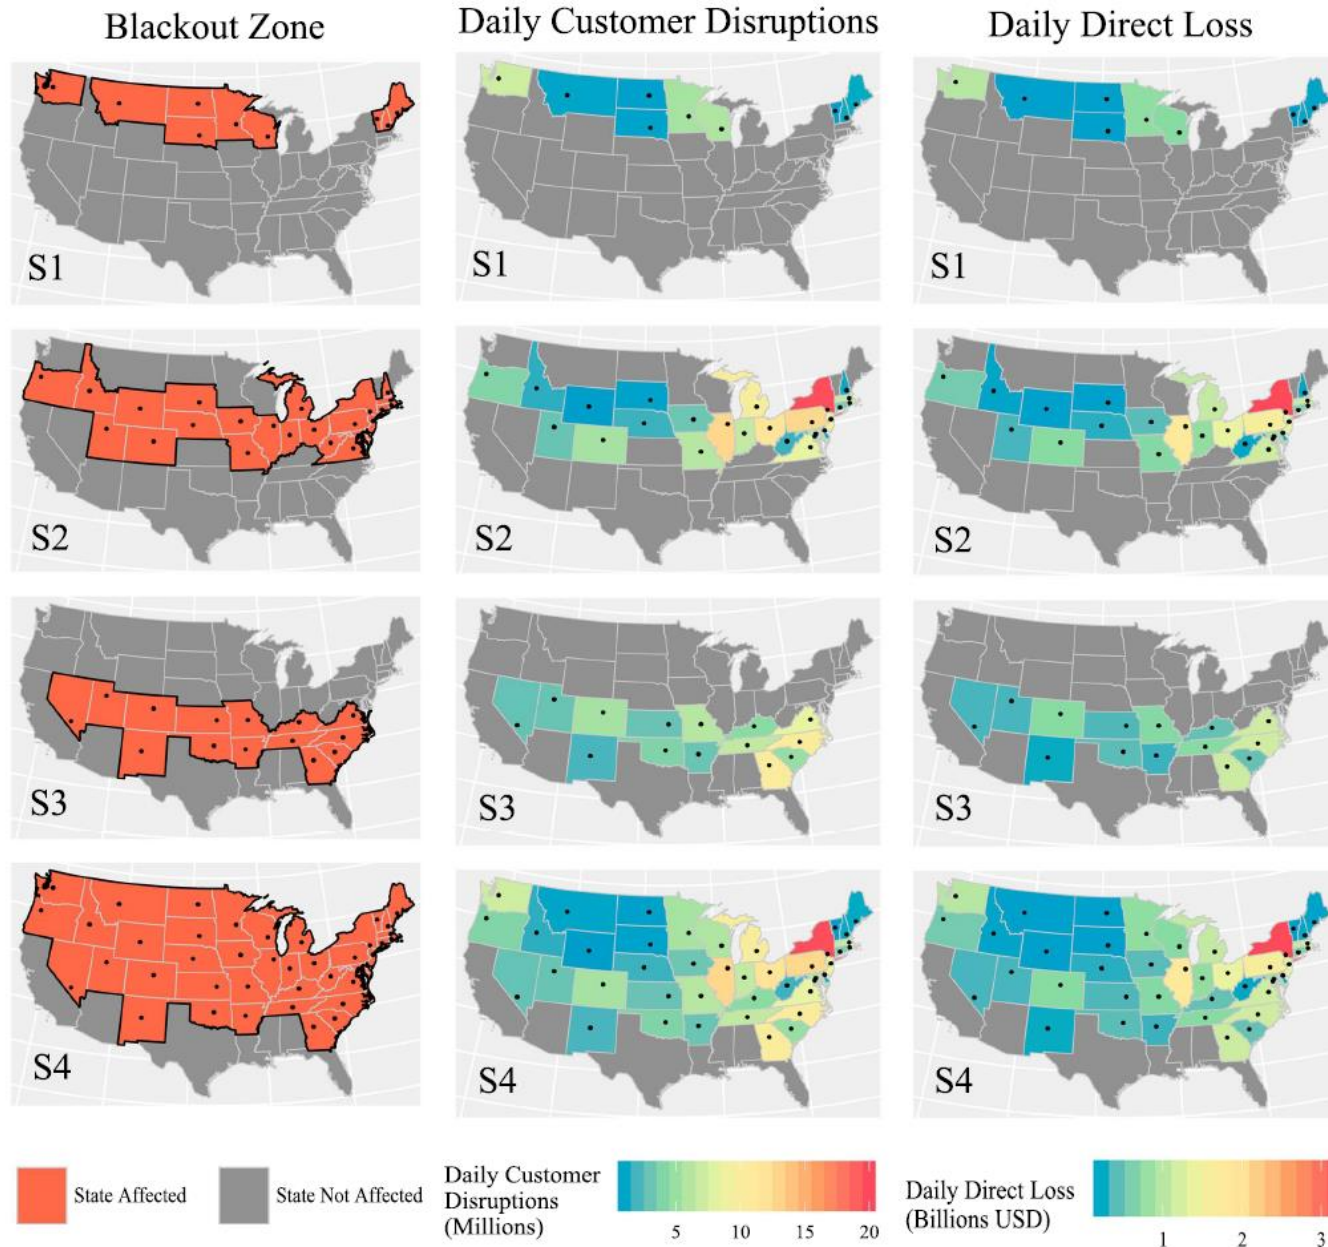 Blackout Zone
Daily Customer Disruptions
Daily Direct Loss
S1
S1
S1
S2
S2
S2
S3
S3
S3
S4
S4
S4
State Affected
State Not Affected
Daily Customer
Disruptions
(Millions)
5 10 15 20
Daily Direct Loss
(Billions USD)
1 2 3